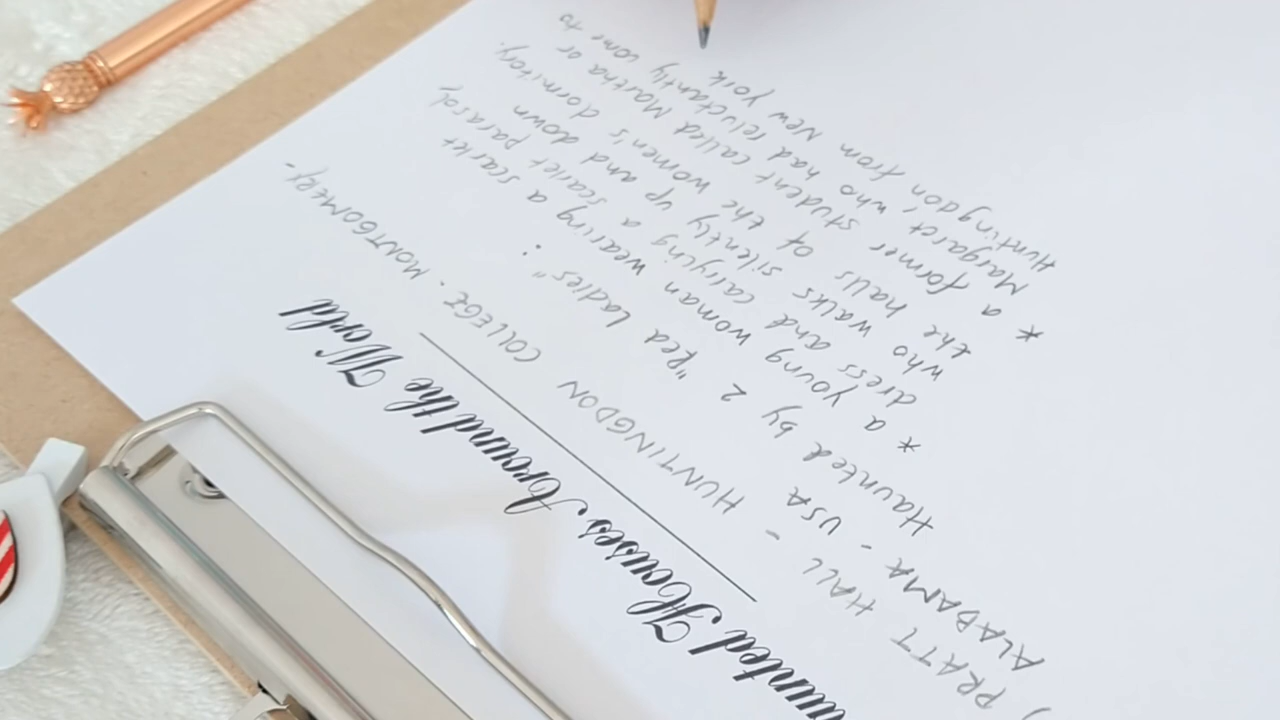 aunted Houses Around the World
) PRATT HALL - HUNTINGDON COLLEGE. MONTGOMERY-
ALABAMA - USA
Haunted by 2 "Red Ladies" :
* a young woman wearing a scarlet
dress and carrying a scarlet parasol,
who walks silently up and down
the halls of the women's dormitory.
* a former student called Martha or
Margaret, who had reluctantly come to
Huntingdon from New York